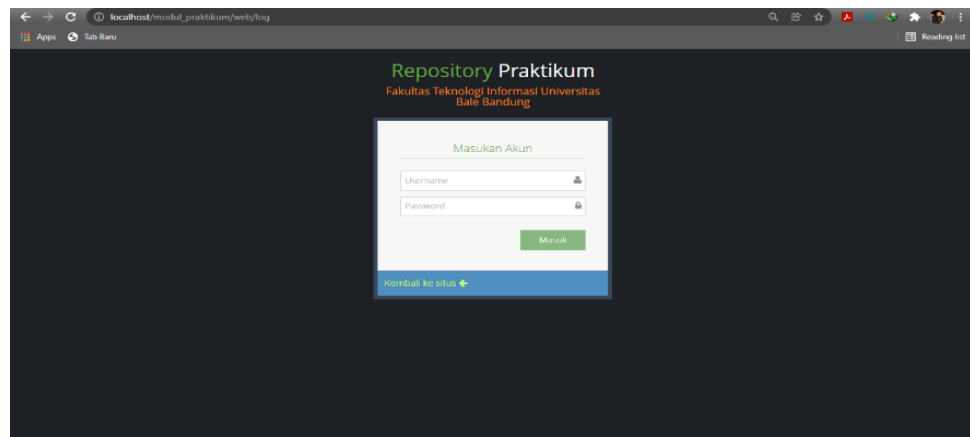 localhost/modul_praktikum/web/log
Apps
Tab Baru
Reading list
Repository Praktikum
Fakultas Teknologi Informasi Universitas
Bale Bandung
Masukan Akun
Username
Password
Masuk
Kembali ke situs